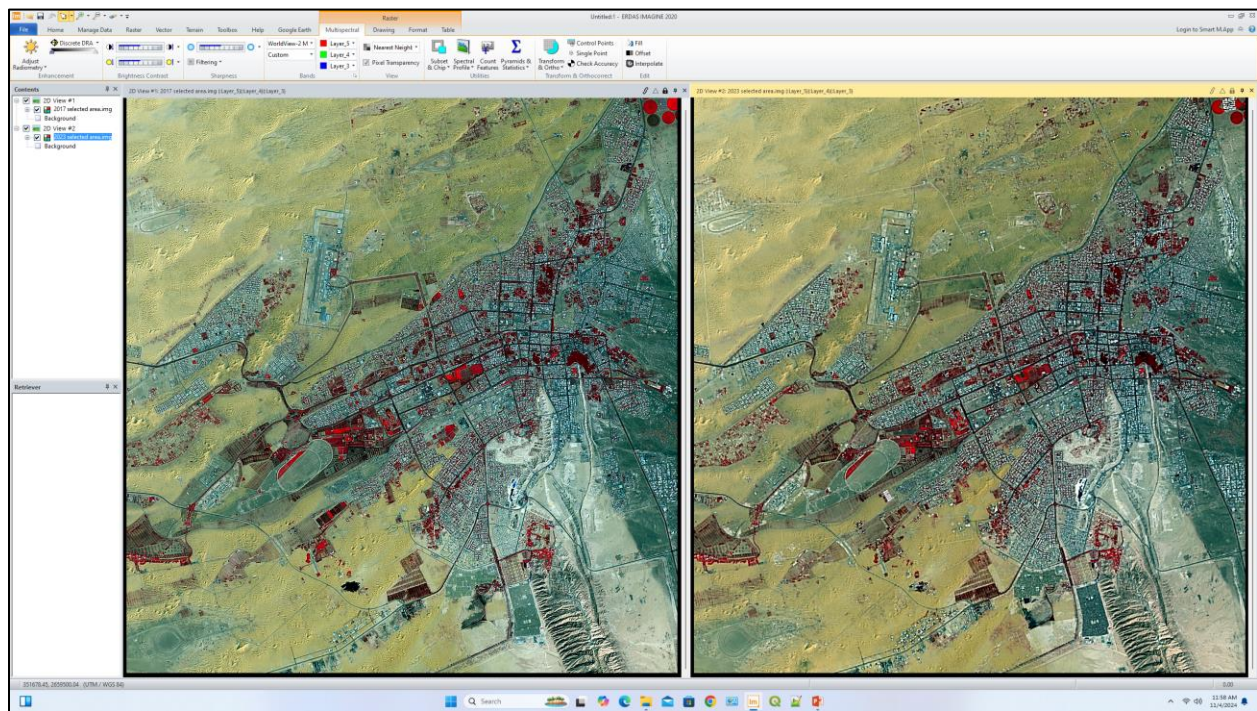 Raster
Untitled:1 - ERDAS IMAGINE 2020
File Home Manage Data Raster Vector Terrain Toolbox Help Google Earth Multispectral Drawing Format Table
Login to Smart M.App
Discrete DRA
Adjust Radiometry
Filtering
WorldView-2 M
Custom
Layer_5
Layer_4
Layer_3
Nearest Neighbor
Pixel Transparency
Subset & Chip
Spectral Profile
Count Features
Pyramids & Statistics
Transform & Ortho
Control Points
Single Point
Check Accuracy
Fill
Offset
Interpolate
Enhancement Brightness Contrast Sharpness Bands View Utilities Transform & Orthocorrect Edit
Contents
2D View #1
2017 selected area.img
Background
2D View #2
2023 selected area.img
Background
Retriever
2D View #1: 2017 selected area.img (:Layer_5)(:Layer_4)(:Layer_3)
2D View #2: 2023 selected area.img (:Layer_5)(:Layer_4)(:Layer_3)
(UTM / WGS 84)
0.00
Search
11:58 AM
11/4/2024